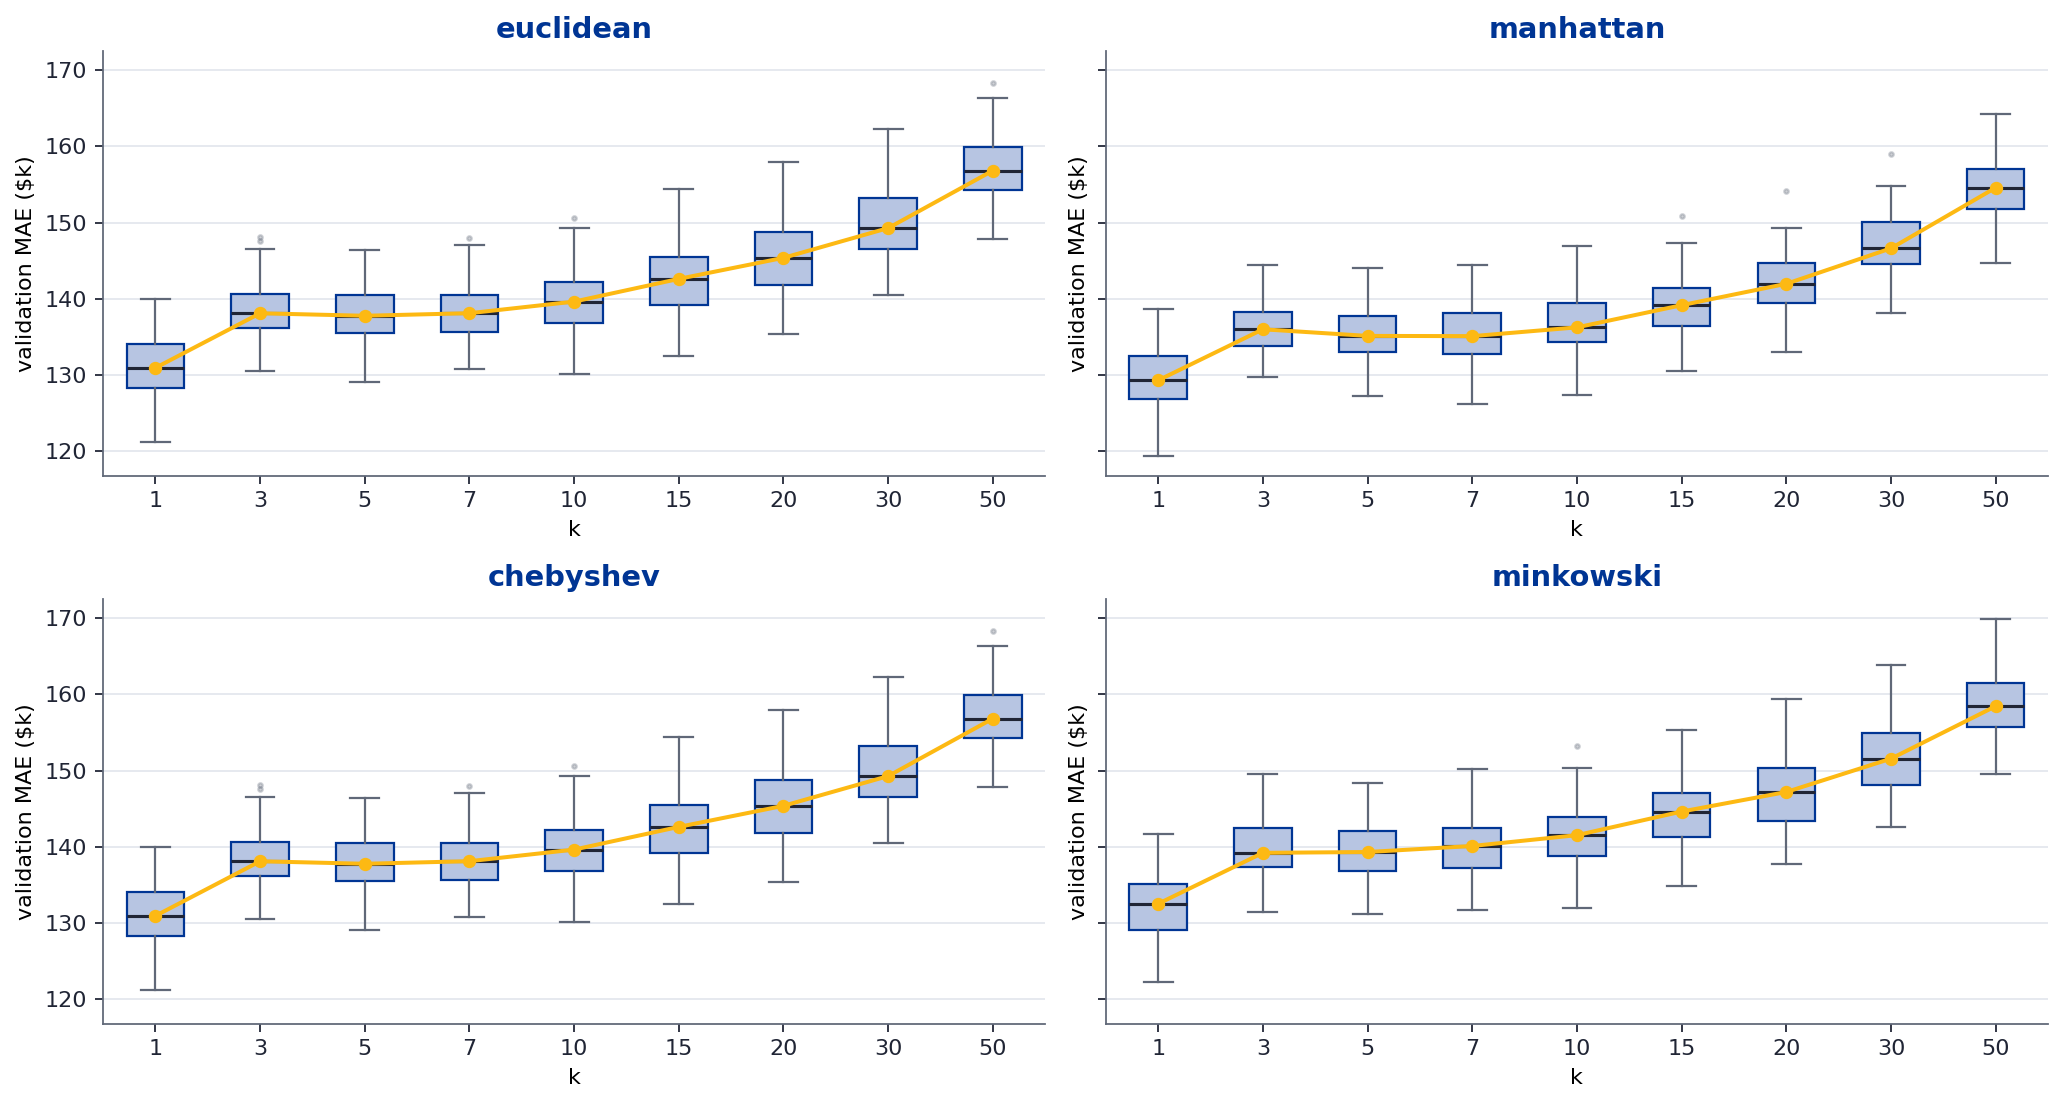 euclidean
validation MAE ($k)
170
160
150
140
130
120
1 3 5 7 10 15 20 30 50
k
manhattan
validation MAE ($k)
1 3 5 7 10 15 20 30 50
k
chebyshev
validation MAE ($k)
170
160
150
140
130
120
1 3 5 7 10 15 20 30 50
k
minkowski
validation MAE ($k)
1 3 5 7 10 15 20 30 50
k